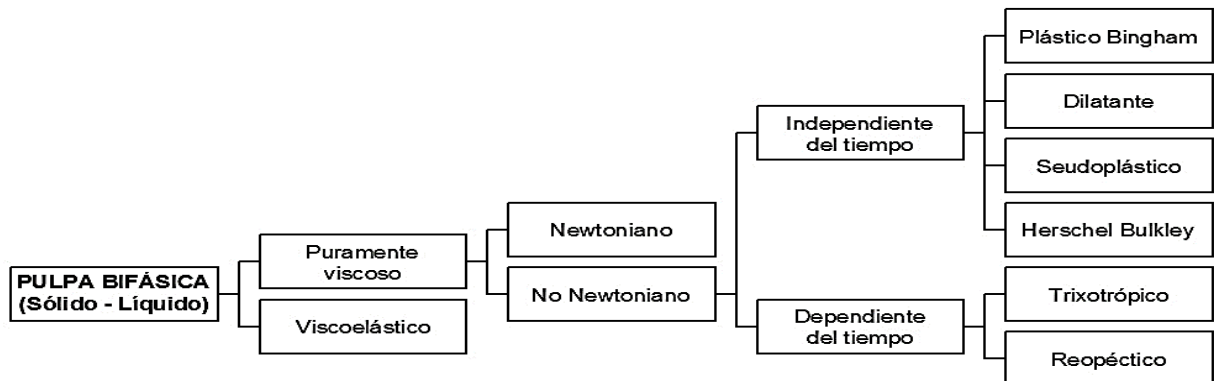 PULPA BIFÁSICA
(Sólido - Líquido)
Puramente
viscoso
Viscoelástico
Newtoniano
No Newtoniano
Independiente
del tiempo
Dependiente
del tiempo
Plástico Bingham
Dilatante
Seudoplástico
Herschel Bulkley
Trixotrópico
Reopéctico